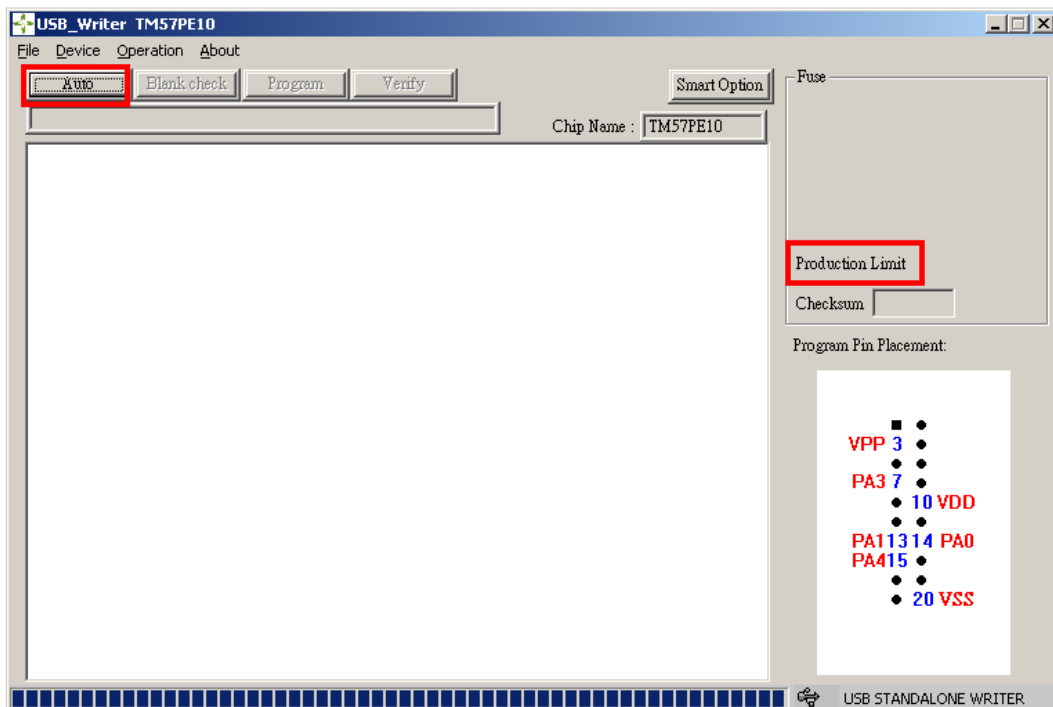 USB_Writer TM57PE10
File Device Operation About
Auto Blank check Program Verify Smart Option
Chip Name : TM57PE10
Fuse
Production Limit
Checksum
Program Pin Placement:
VPP 3
PA3 7
10 VDD
PA1 13 14 PA0
PA4 15
20 VSS
USB STANDALONE WRITER